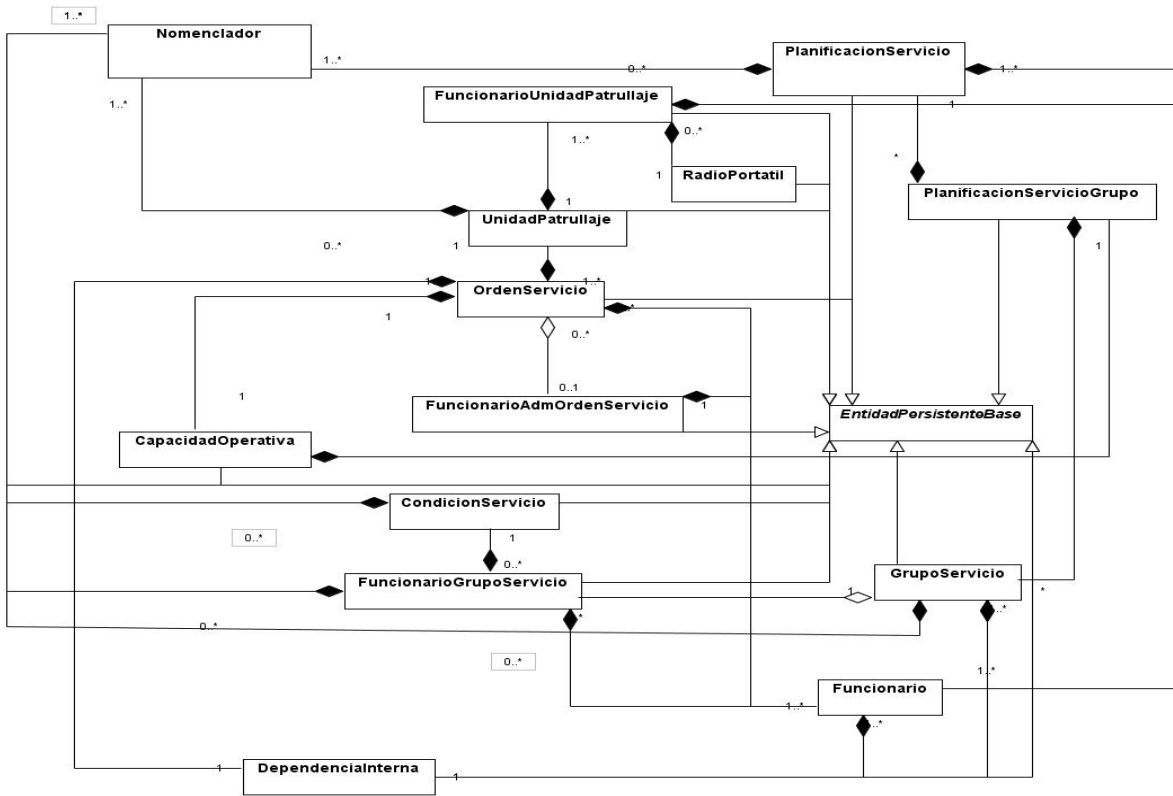 1..*
Nomenclador
PlanificacionServicio
1..*
0..*
1..*
FuncionarioUnidadPatrullaje
1..*
1
1..*
0..*
*
RadioPortatil
1
PlanificacionServicioGrupo
1
UnidadPatrullaje
0..*
1
1
1
1..*
OrdenServicio
*
1
0..*
0..1
1
FuncionarioAdmOrdenServicio
1
EntidadPersistenteBase
CapacidadOperativa
CondicionServicio
0..*
1
0..*
FuncionarioGrupoServicio
GrupoServicio
1
*
*
..*
0..*
0..*
1..*
Funcionario
1..*
..*
DependenciaInterna
1
1